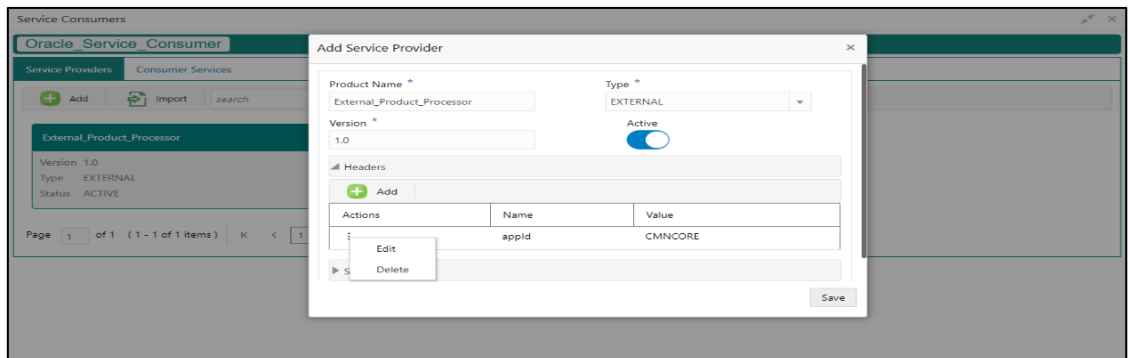 Service Consumers
Oracle_Service_Consumer
Service Providers Consumer Services
Add Import search
External_Product_Processor
Version 1.0
Type EXTERNAL
Status ACTIVE
Page 1 of 1 (1 - 1 of 1 items) K < 1
Add Service Provider
Product Name * Type *
External_Product_Processor EXTERNAL
Version * Active
1.0
Headers
Add
Actions Name Value
appId CMNCORE
Edit
Delete
S
Save